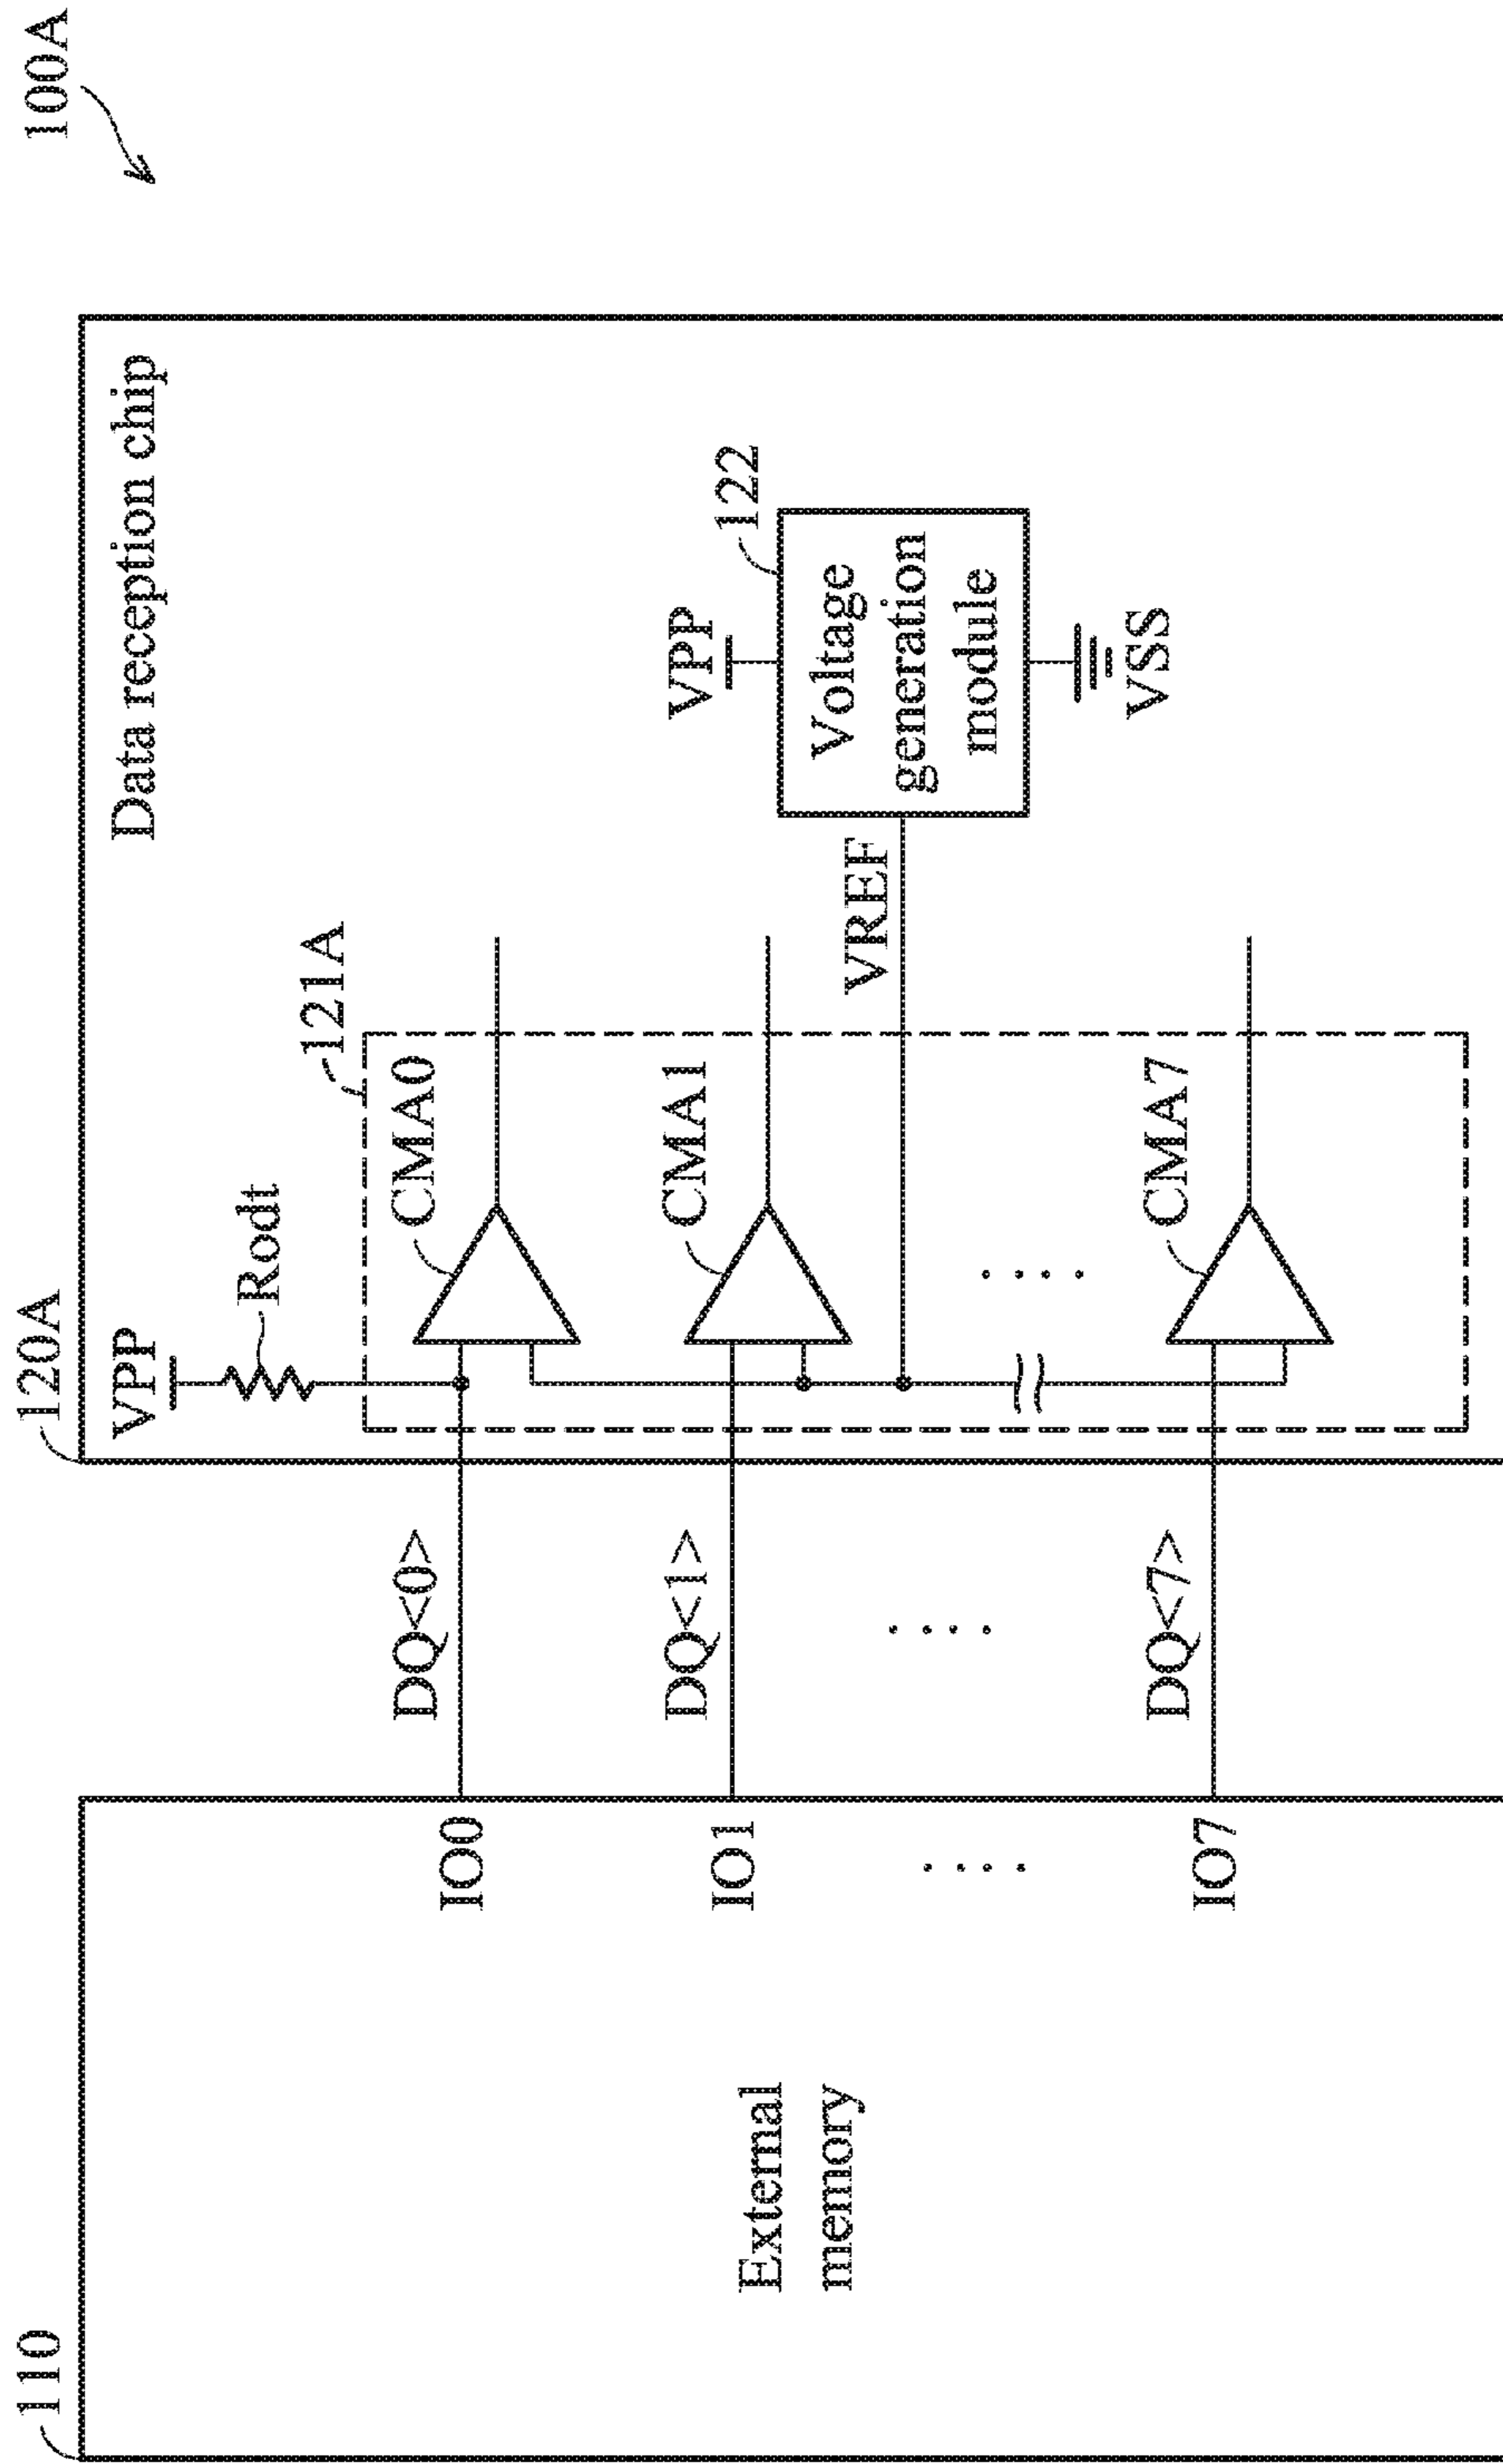 100A
110
120A
External
memory
IO0
IO1
IO7
DQ<0>
DQ<1>
DQ<7>
Data reception chip
VPP
Rodt
121A
CMA0
CMA1
CMA7
VREF
VPP
122
Voltage
generation
module
VSS